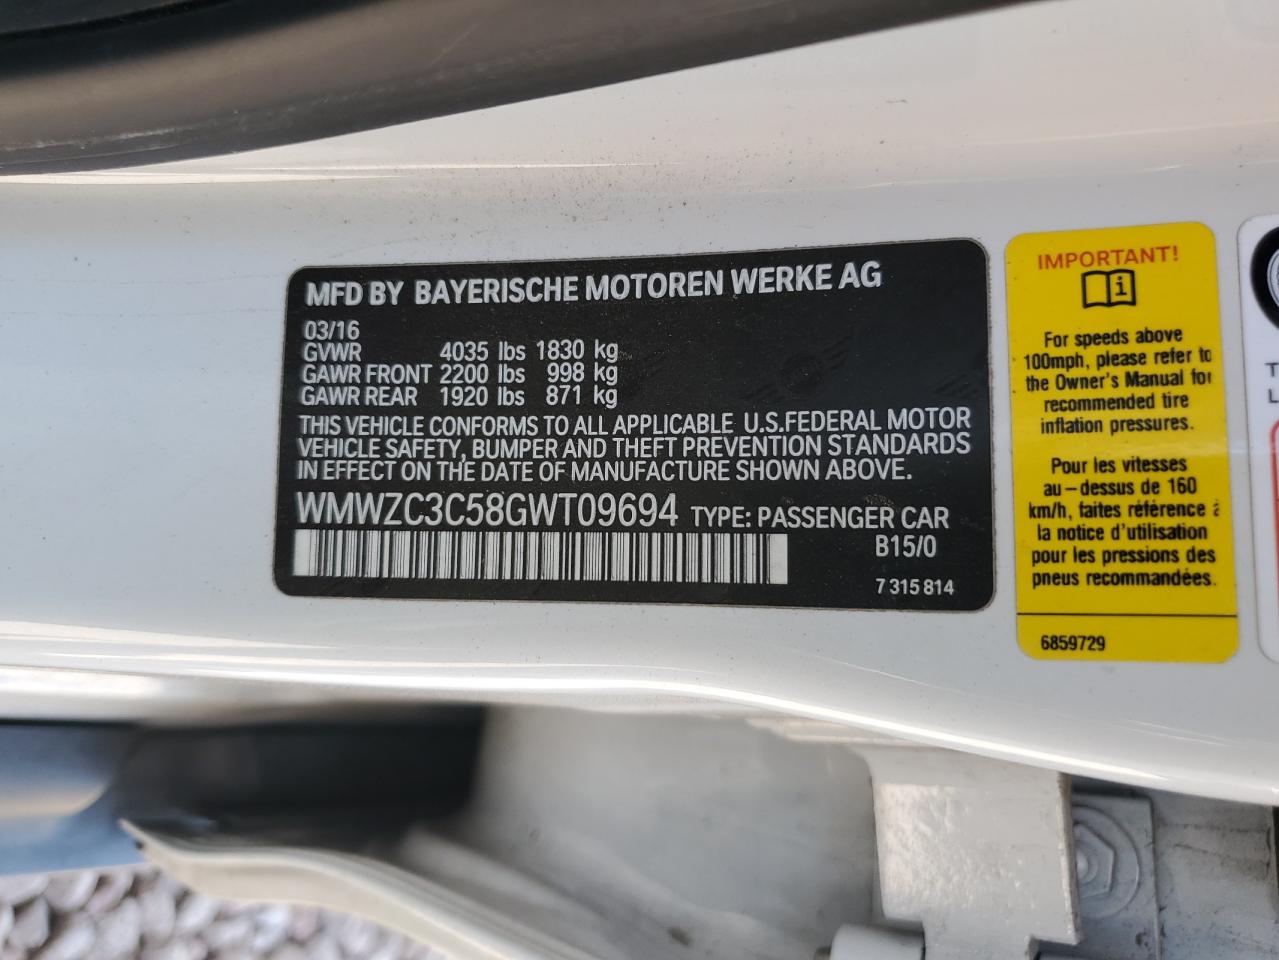 MFD BY BAYERISCHE MOTOREN WERKE AG
03/16
GVWR 4035 lbs 1830 kg
GAWR FRONT 2200 lbs 998 kg
GAWR REAR 1920 lbs 871 kg
THIS VEHICLE CONFORMS TO ALL APPLICABLE U.S.FEDERAL MOTOR
VEHICLE SAFETY, BUMPER AND THEFT PREVENTION STANDARDS
IN EFFECT ON THE DATE OF MANUFACTURE SHOWN ABOVE.
WMWZC3C58GWT09694 TYPE: PASSENGER CAR
B15/0
7 315 814
IMPORTANT!
i
For speeds above
100mph, please refer to
the Owner's Manual for
recommended tire
inflation pressures.
Pour les vitesses
au-dessus de 160
km/h, faites référence à
la notice d'utilisation
pour les pressions des
pneus recommandées.
6859729